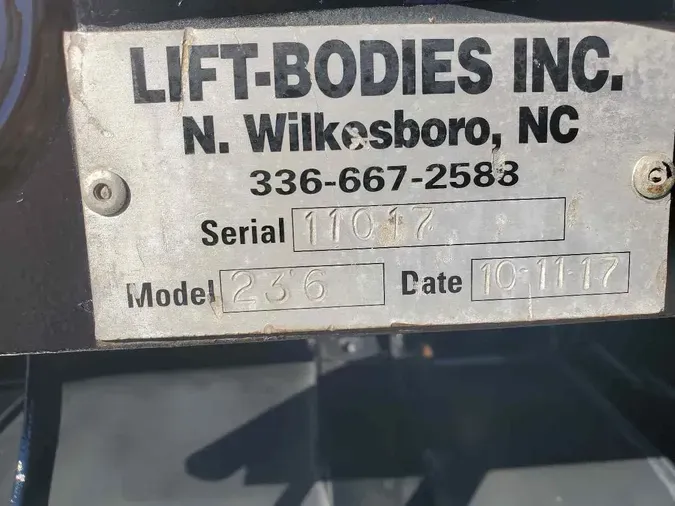 LIFT-BODIES INC.
N. Wilkesboro, NC
336-667-2588
Serial 11017
Model 236 Date 10-11-17